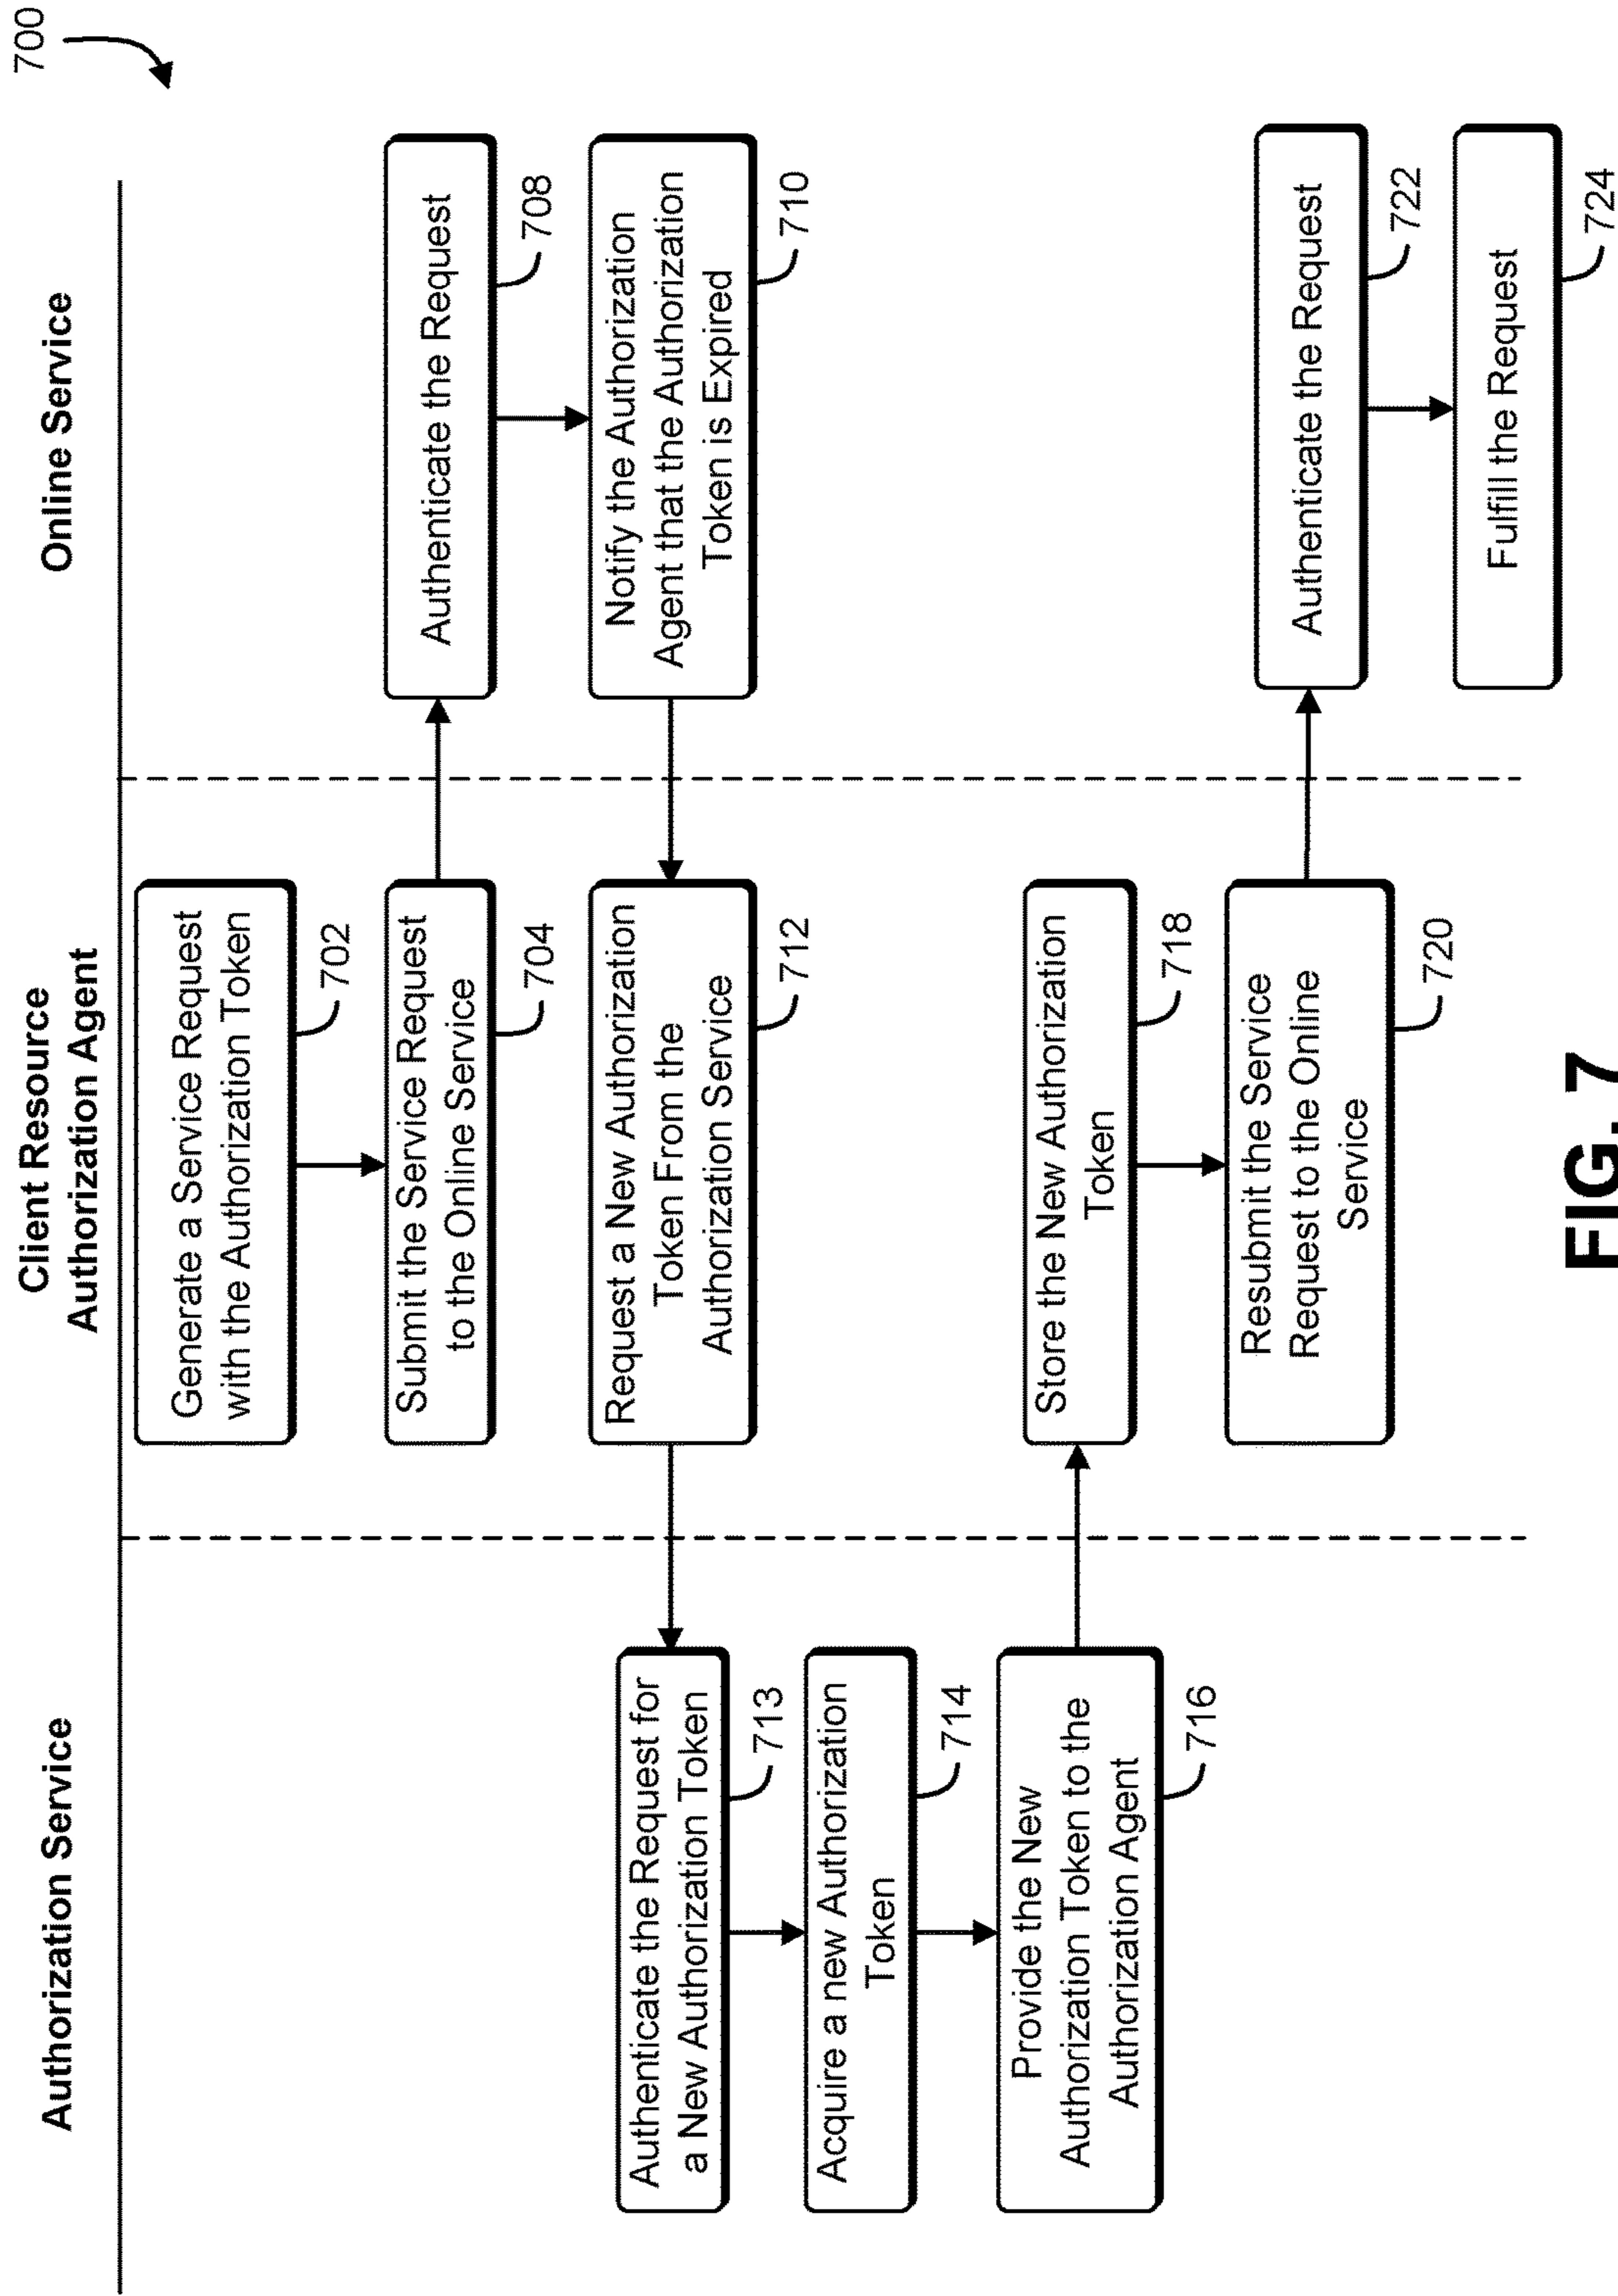 700
Authorization Service
Client Resource
Authorization Agent
Online Service
Generate a Service Request
with the Authorization Token
702
Submit the Service Request
to the Online Service
704
Authenticate the Request
708
Notify the Authorization
Agent that the Authorization
Token is Expired
710
Request a New Authorization
Token From the
Authorization Service
712
Authenticate the Request for
a New Authorization Token
713
Acquire a new Authorization
Token
714
Provide the New
Authorization Token to the
Authorization Agent
716
Store the New Authorization
Token
718
Resubmit the Service
Request to the Online
Service
720
Authenticate the Request
722
Fulfill the Request
724
FIG. 7